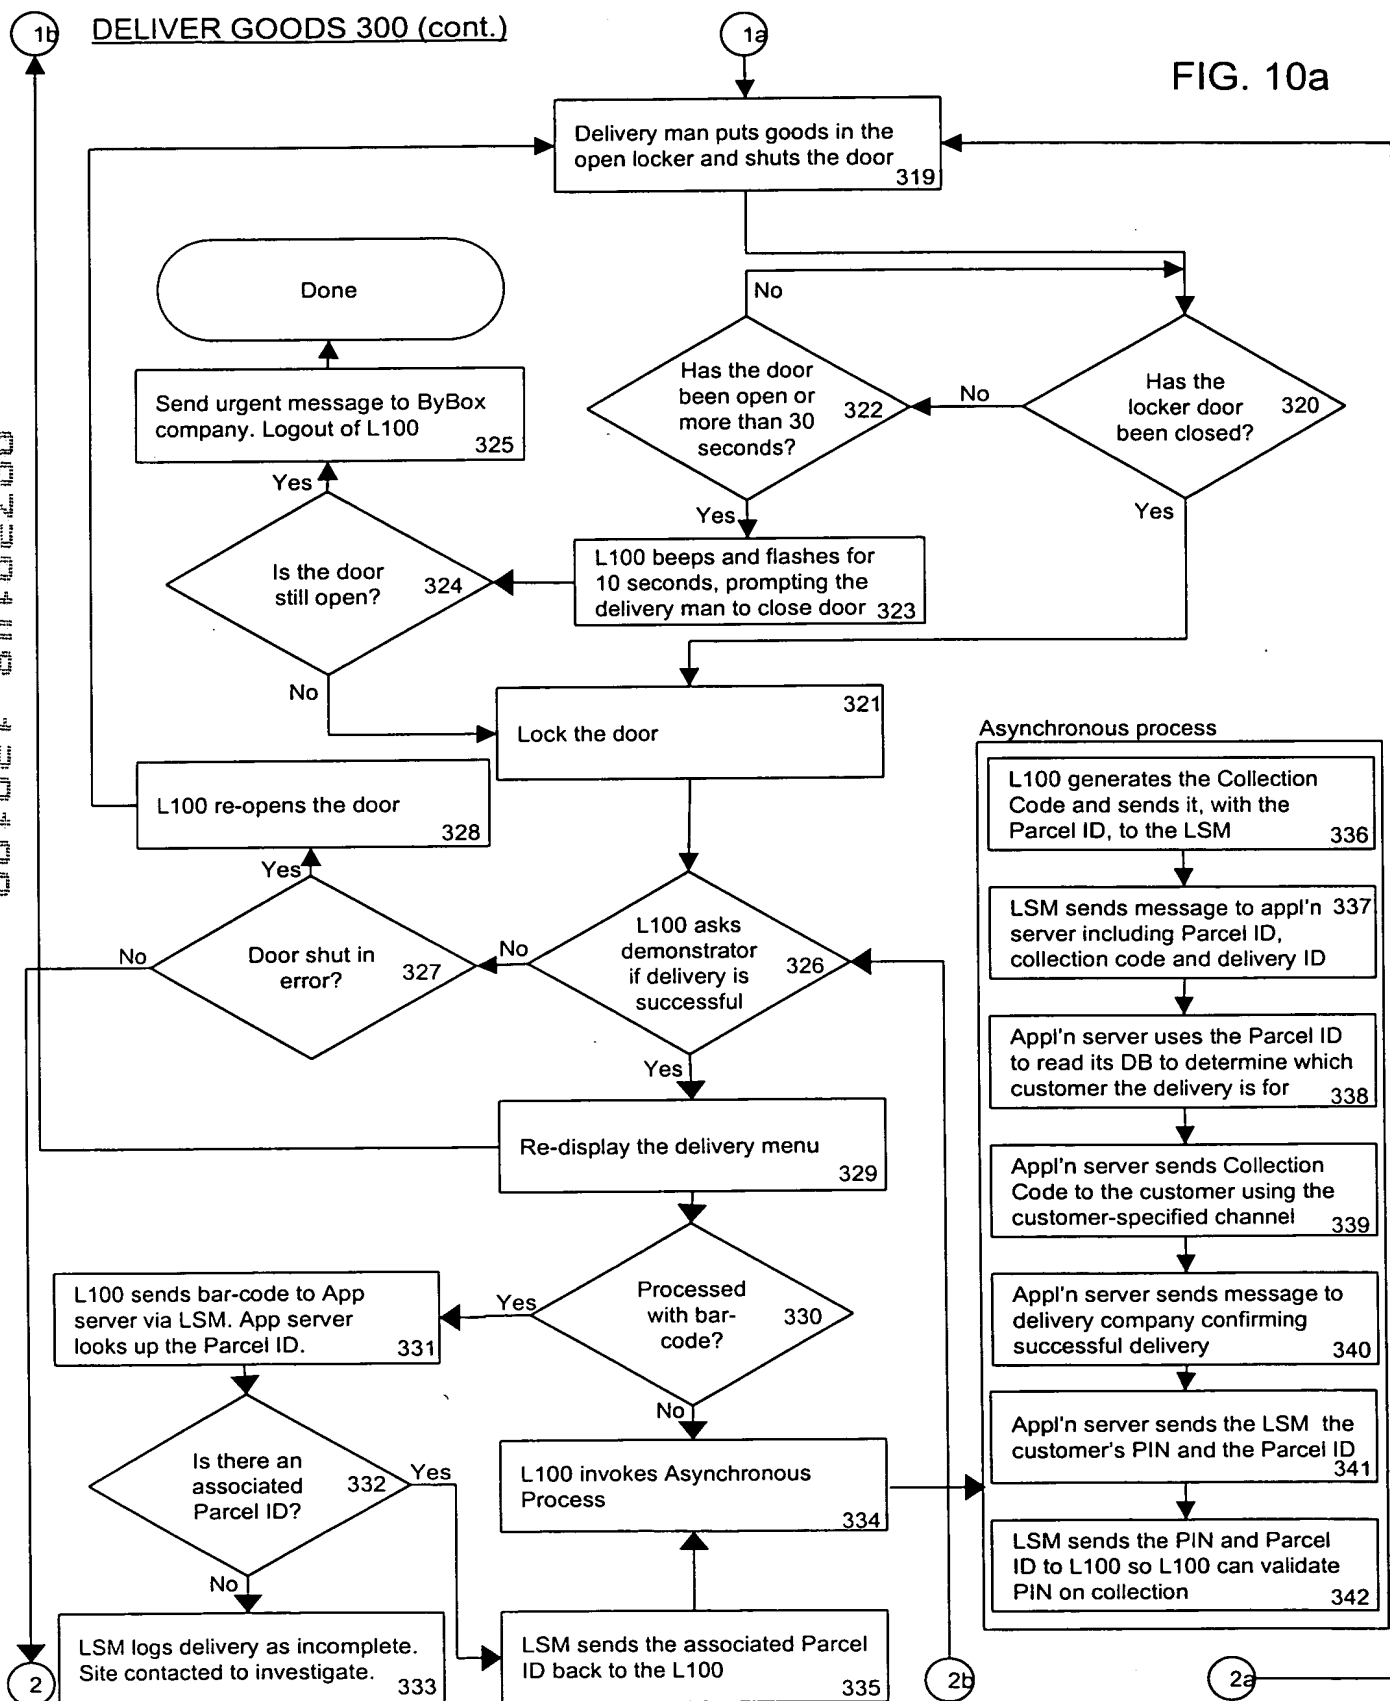 1b
DELIVER GOODS 300 (cont.)
1a
FIG. 10a
Delivery man puts goods in the
open locker and shuts the door
319
Done
No
Has the door
been open or
more than 30
seconds?
322
No
Has the
locker door
been closed?
320
Send urgent message to ByBox
company. Logout of L100
325
Yes
Yes
Yes
Is the door
still open?
324
L100 beeps and flashes for
10 seconds, prompting the
delivery man to close door 323
No
321
Lock the door
Asynchronous process
L100 re-opens the door
328
L100 generates the Collection
Code and sends it, with the
Parcel ID, to the LSM
336
Yes
No
Door shut in
error?
327
No
L100 asks
demonstrator
if delivery is
successful
326
LSM sends message to appl'n 337
server including Parcel ID,
collection code and delivery ID
Appl'n server uses the Parcel ID
to read its DB to determine which
customer the delivery is for
338
Yes
Re-display the delivery menu
329
Appl'n server sends Collection
Code to the customer using the
customer-specified channel
339
L100 sends bar-code to App
server via LSM. App server
looks up the Parcel ID.
331
Yes
Processed
with bar-
code?
330
Appl'n server sends message to
delivery company confirming
successful delivery
340
No
Appl'n server sends the LSM the
customer's PIN and the Parcel ID
341
Is there an
associated
Parcel ID?
332
Yes
L100 invokes Asynchronous
Process
334
LSM sends the PIN and Parcel
ID to L100 so L100 can validate
PIN on collection
342
No
LSM logs delivery as incomplete.
Site contacted to investigate.
333
LSM sends the associated Parcel
ID back to the L100
335
2
2b
2a